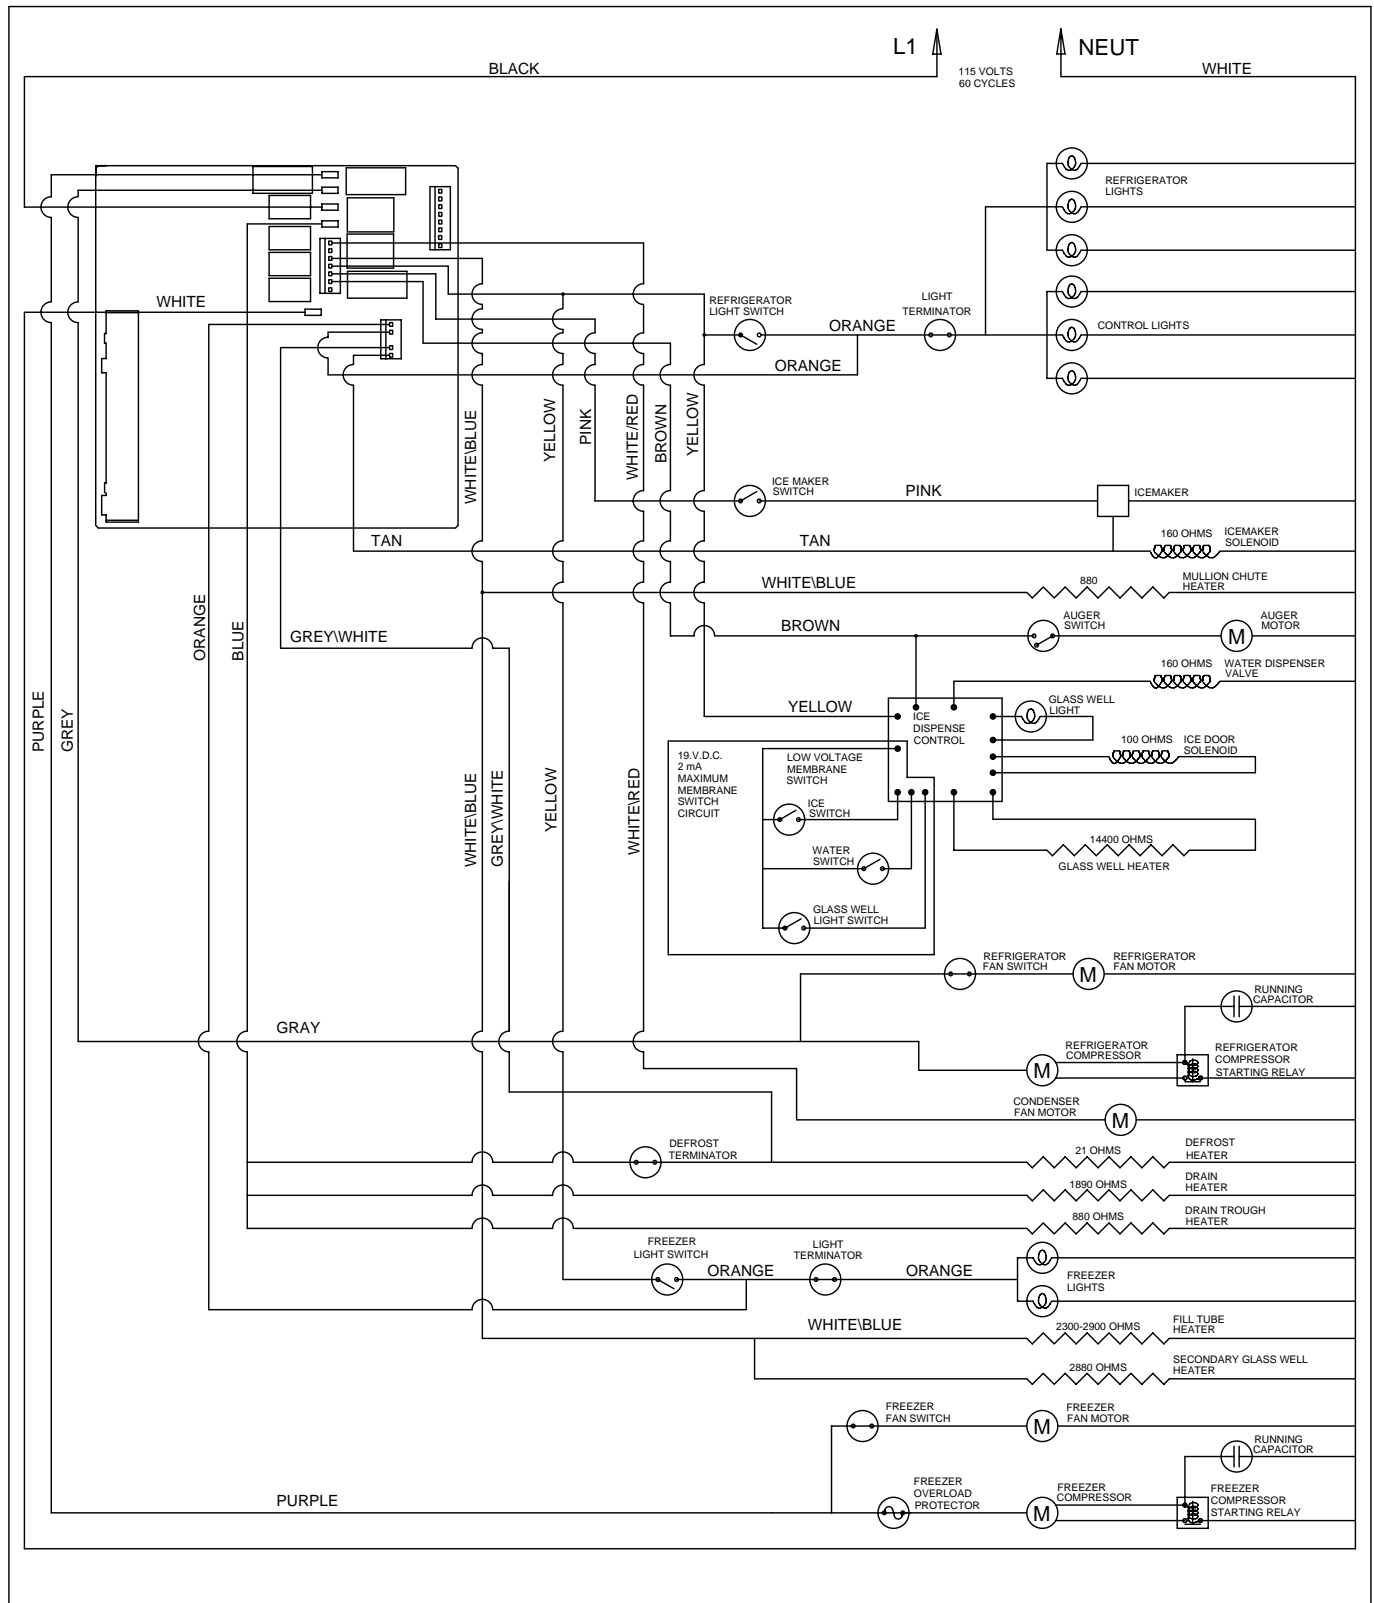 L1
NEUT
BLACK
115 VOLTS
60 CYCLES
WHITE
REFRIGERATOR
LIGHTS
WHITE
REFRIGERATOR
LIGHT SWITCH
ORANGE
LIGHT
TERMINATOR
CONTROL LIGHTS
ORANGE
WHITE\BLUE
YELLOW
PINK
WHITE/RED
BROWN
YELLOW
ICE MAKER
SWITCH
PINK
ICEMAKER
TAN
TAN
160 OHMS
ICEMAKER
SOLENOID
WHITE\BLUE
880
MULLION CHUTE
HEATER
ORANGE
BLUE
GREY\WHITE
BROWN
AUGER
SWITCH
M
AUGER
MOTOR
160 OHMS
WATER DISPENSER
VALVE
PURPLE
GREY
YELLOW
ICE
DISPENSE
CONTROL
GLASS WELL
LIGHT
100 OHMS
ICE DOOR
SOLENOID
19.V.D.C.
2 mA
MAXIMUM
MEMBRANE
SWITCH
CIRCUIT
LOW VOLTAGE
MEMBRANE
SWITCH
ICE
SWITCH
WATER
SWITCH
GLASS WELL
LIGHT SWITCH
14400 OHMS
GLASS WELL HEATER
WHITE\BLUE
GREY\WHITE
YELLOW
WHITE\RED
REFRIGERATOR
FAN SWITCH
M
REFRIGERATOR
FAN MOTOR
RUNNING
CAPACITOR
GRAY
REFRIGERATOR
COMPRESSOR
M
REFRIGERATOR
COMPRESSOR
STARTING RELAY
CONDENSER
FAN MOTOR
M
DEFROST
TERMINATOR
21 OHMS
DEFROST
HEATER
1890 OHMS
DRAIN
HEATER
880 OHMS
DRAIN TROUGH
HEATER
FREEZER
LIGHT SWITCH
ORANGE
LIGHT
TERMINATOR
ORANGE
FREEZER
LIGHTS
WHITE\BLUE
2300-2900 OHMS
FILL TUBE
HEATER
2880 OHMS
SECONDARY GLASS WELL
HEATER
FREEZER
FAN SWITCH
M
FREEZER
FAN MOTOR
RUNNING
CAPACITOR
PURPLE
FREEZER
OVERLOAD
PROTECTOR
M
FREEZER
COMPRESSOR
FREEZER
COMPRESSOR
STARTING RELAY